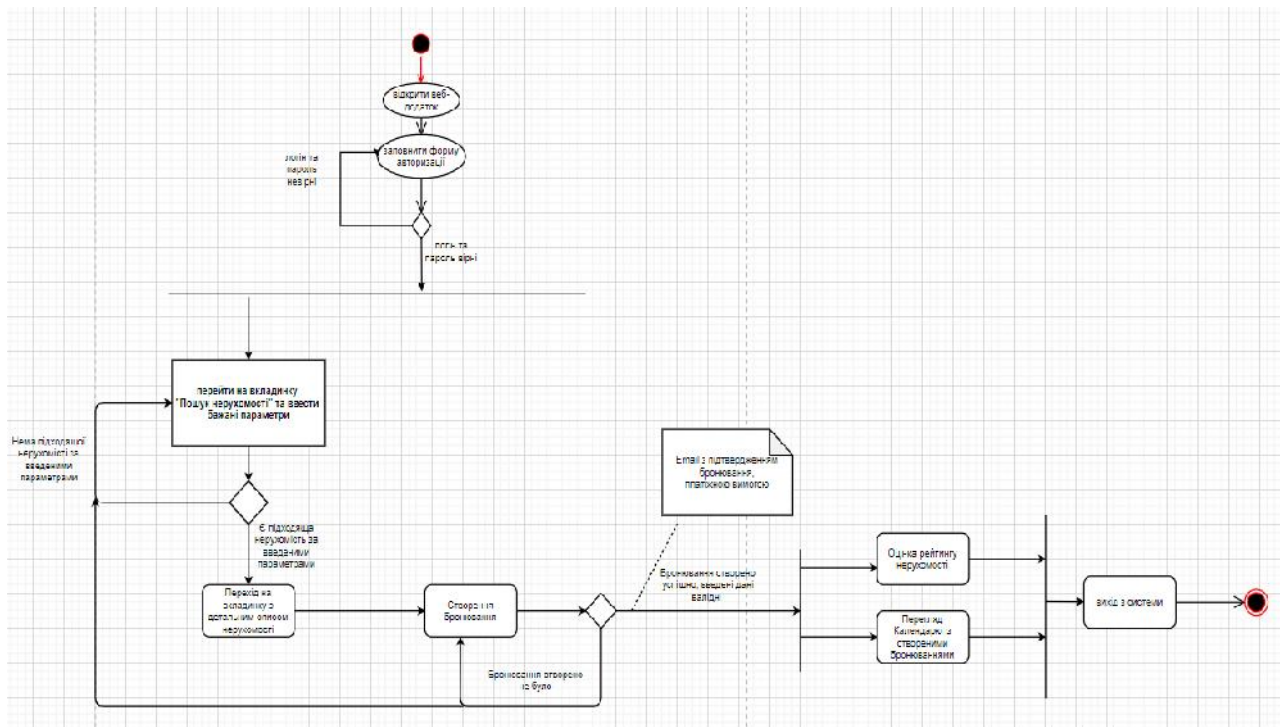 відкрити веб-
додаток
заповнити форму
авторизації
логін та
пароль
невірні
логін та
пароль вірні
перейти на вкладинку
"Пошук нерухомості" та ввести
бажані параметри
Нема підходящої
нерухомісті за
введеними
параметрами
Є підходяща
нерухомість за
введеними
параметрами
Перехід на
вкладинку з
детальним описом
нерухомості
Створення
бронювання
Бронювання створено
не було
Email з підтвердженням
бронювання,
платіжною вимогою
Бронювання створено
успішно, введені дані
валідні
Оцінка рейтингу
нерухомості
Перегляд
Календарю з
створеними
бронюваннями
вихід з системи